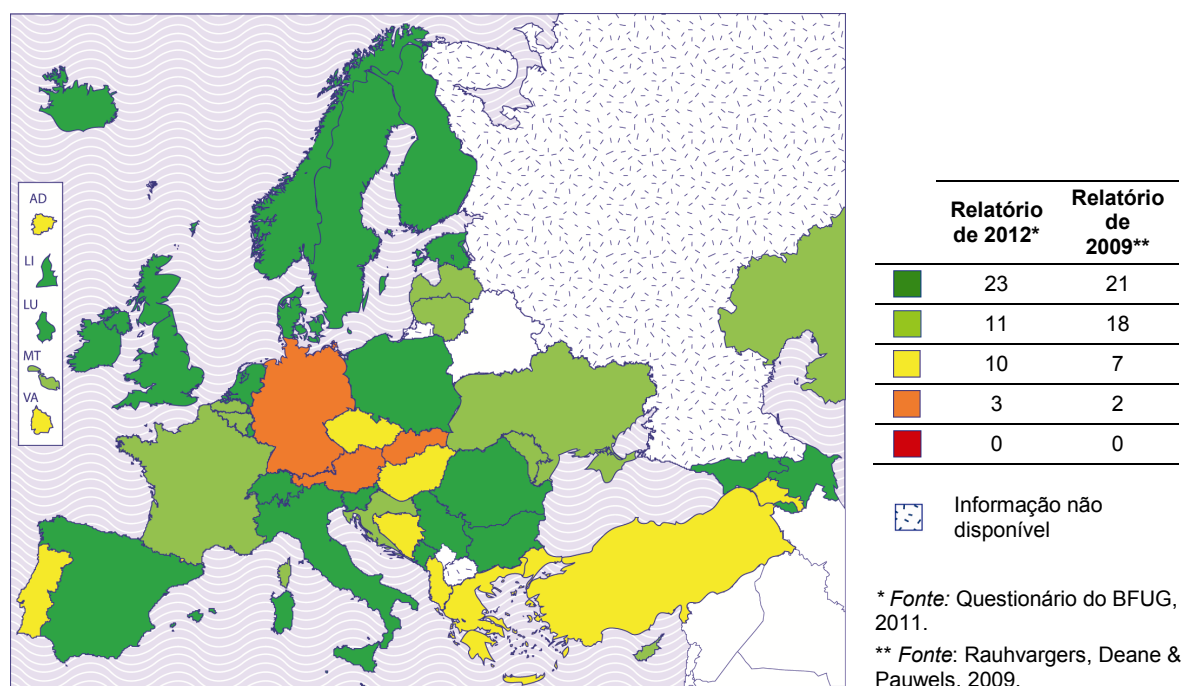 AD
LI
LU
MT
VA
Relatório de 2012* Relatório de 2009**
23 21
11 18
10 7
3 2
0 0
Informação não
disponível
* Fonte: Questionário do BFUG,
2011.
** Fonte: Rauhvargers, Deane &
Pauwels, 2009.